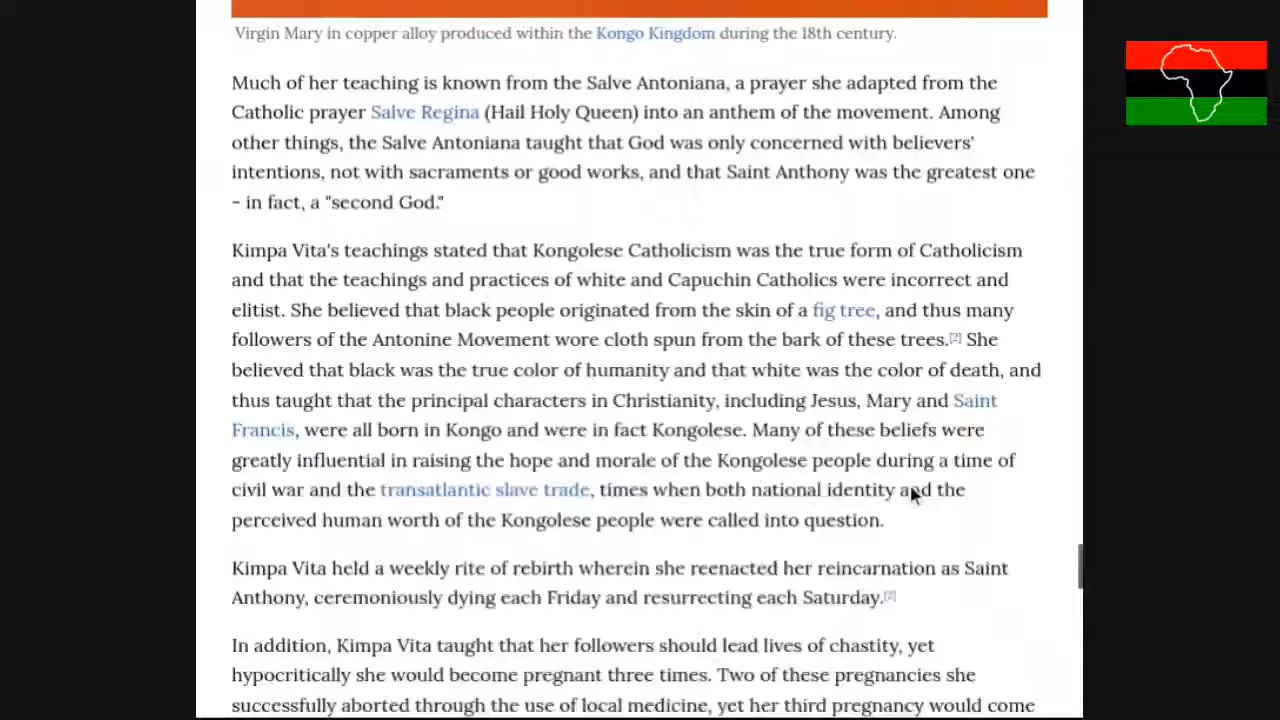 Virgin Mary in copper alloy produced within the Kongo Kingdom during the 18th century.
Much of her teaching is known from the Salve Antoniana, a prayer she adapted from the
Catholic prayer Salve Regina (Hail Holy Queen) into an anthem of the movement. Among
other things, the Salve Antoniana taught that God was only concerned with believers'
intentions, not with sacraments or good works, and that Saint Anthony was the greatest one
– in fact, a "second God."
Kimpa Vita's teachings stated that Kongolese Catholicism was the true form of Catholicism
and that the teachings and practices of white and Capuchin Catholics were incorrect and
elitist. She believed that black people originated from the skin of a fig tree, and thus many
followers of the Antonine Movement wore cloth spun from the bark of these trees.[2] She
believed that black was the true color of humanity and that white was the color of death, and
thus taught that the principal characters in Christianity, including Jesus, Mary and Saint
Francis, were all born in Kongo and were in fact Kongolese. Many of these beliefs were
greatly influential in raising the hope and morale of the Kongolese people during a time of
civil war and the transatlantic slave trade, times when both national identity and the
perceived human worth of the Kongolese people were called into question.
Kimpa Vita held a weekly rite of rebirth wherein she reenacted her reincarnation as Saint
Anthony, ceremoniously dying each Friday and resurrecting each Saturday.[2]
In addition, Kimpa Vita taught that her followers should lead lives of chastity, yet
hypocritically she would become pregnant three times. Two of these pregnancies she
successfully aborted through the use of local medicine, yet her third pregnancy would come